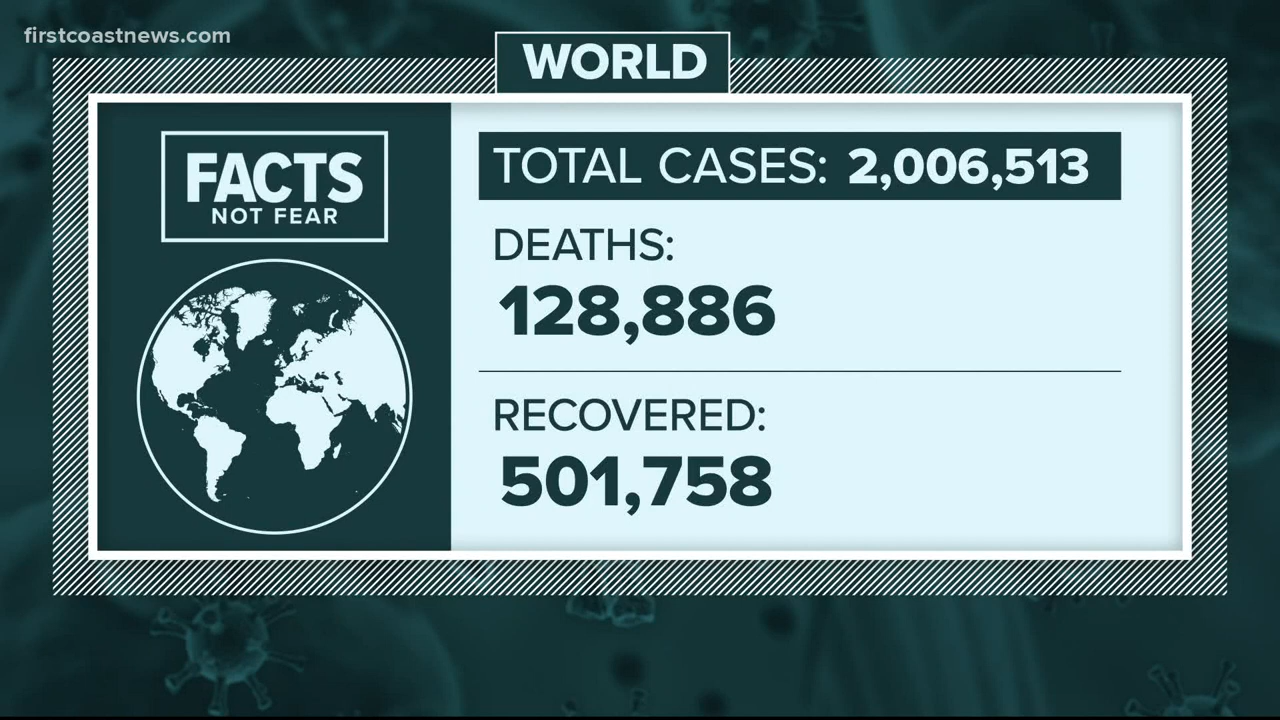 firstcoastnews.com
WORLD
FACTS
NOT FEAR
TOTAL CASES: 2,006,513
DEATHS:
128,886
RECOVERED:
501,758